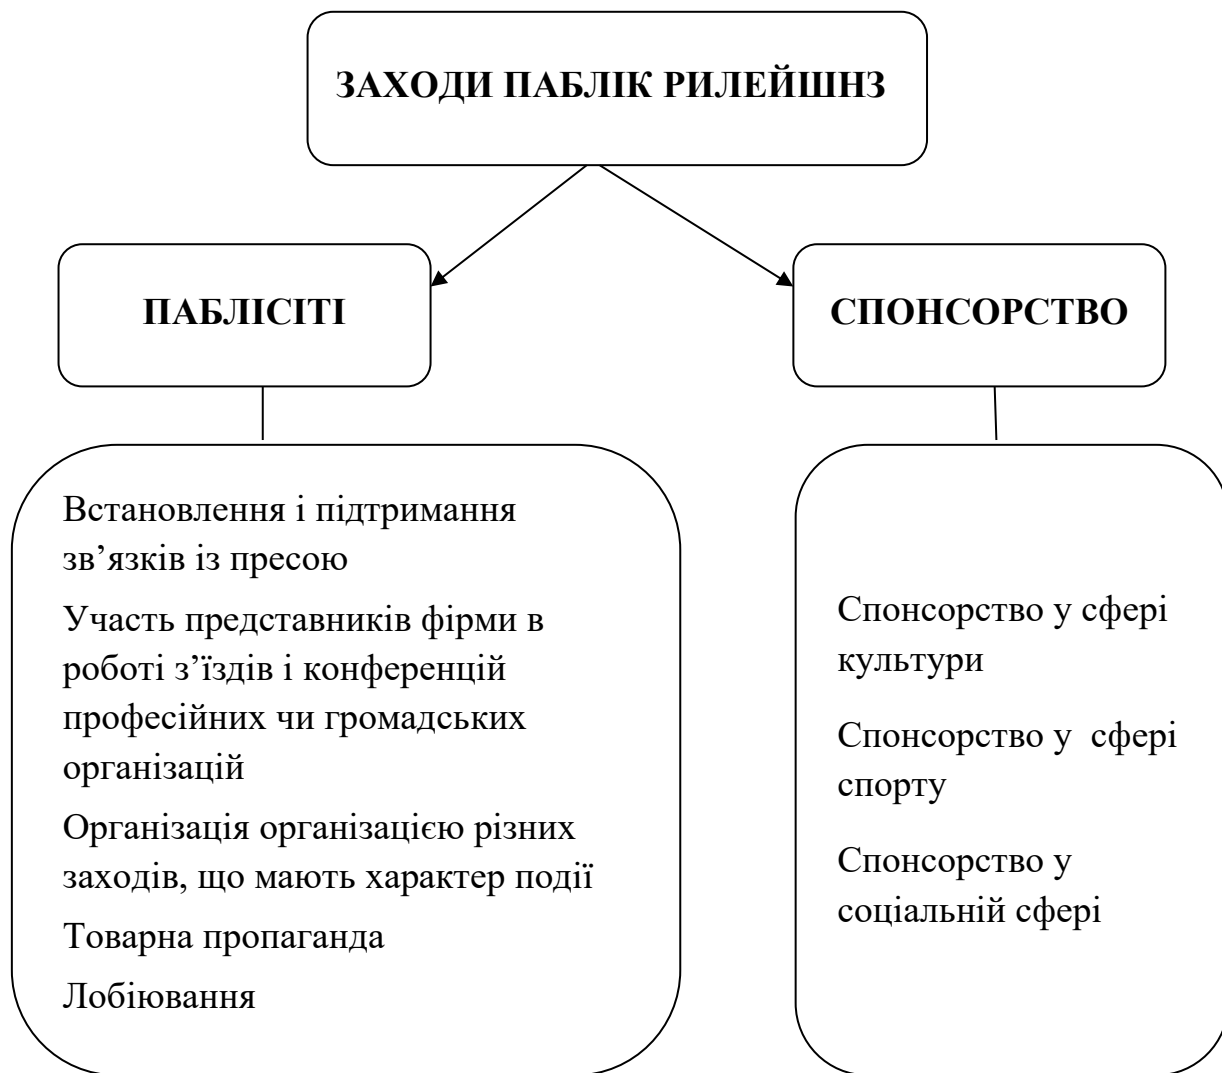 ЗАХОДИ ПАБЛІК РИЛЕЙШНЗ
ПАБЛІСІТІ
СПОНСОРСТВО
Встановлення і підтримання
зв’язків із пресою
Участь представників фірми в
роботі з’їздів і конференцій
професійних чи громадських
організацій
Організація організацією різних
заходів, що мають характер події
Товарна пропаганда
Лобіювання
Спонсорство у сфері
культури
Спонсорство у  сфері
спорту
Спонсорство у
соціальній сфері